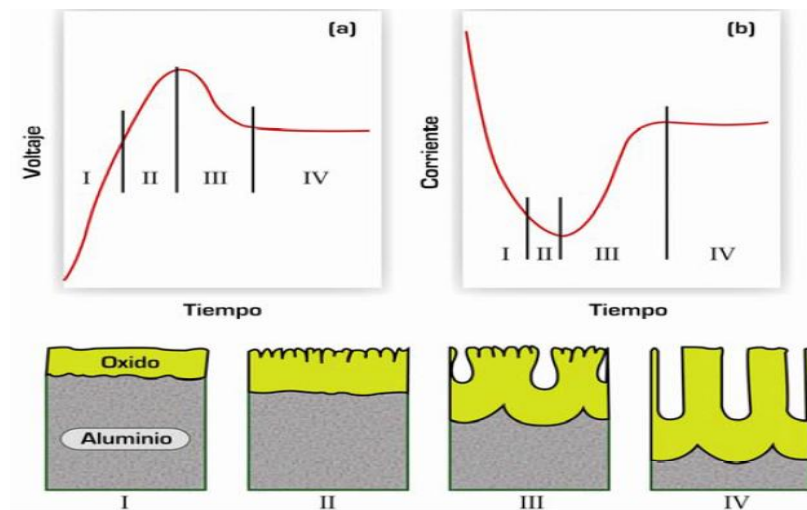 (a)
Voltaje
I
II
III
IV
Tiempo
(b)
Corriente
I
II
III
IV
Tiempo
Oxido
Aluminio
I
II
III
IV